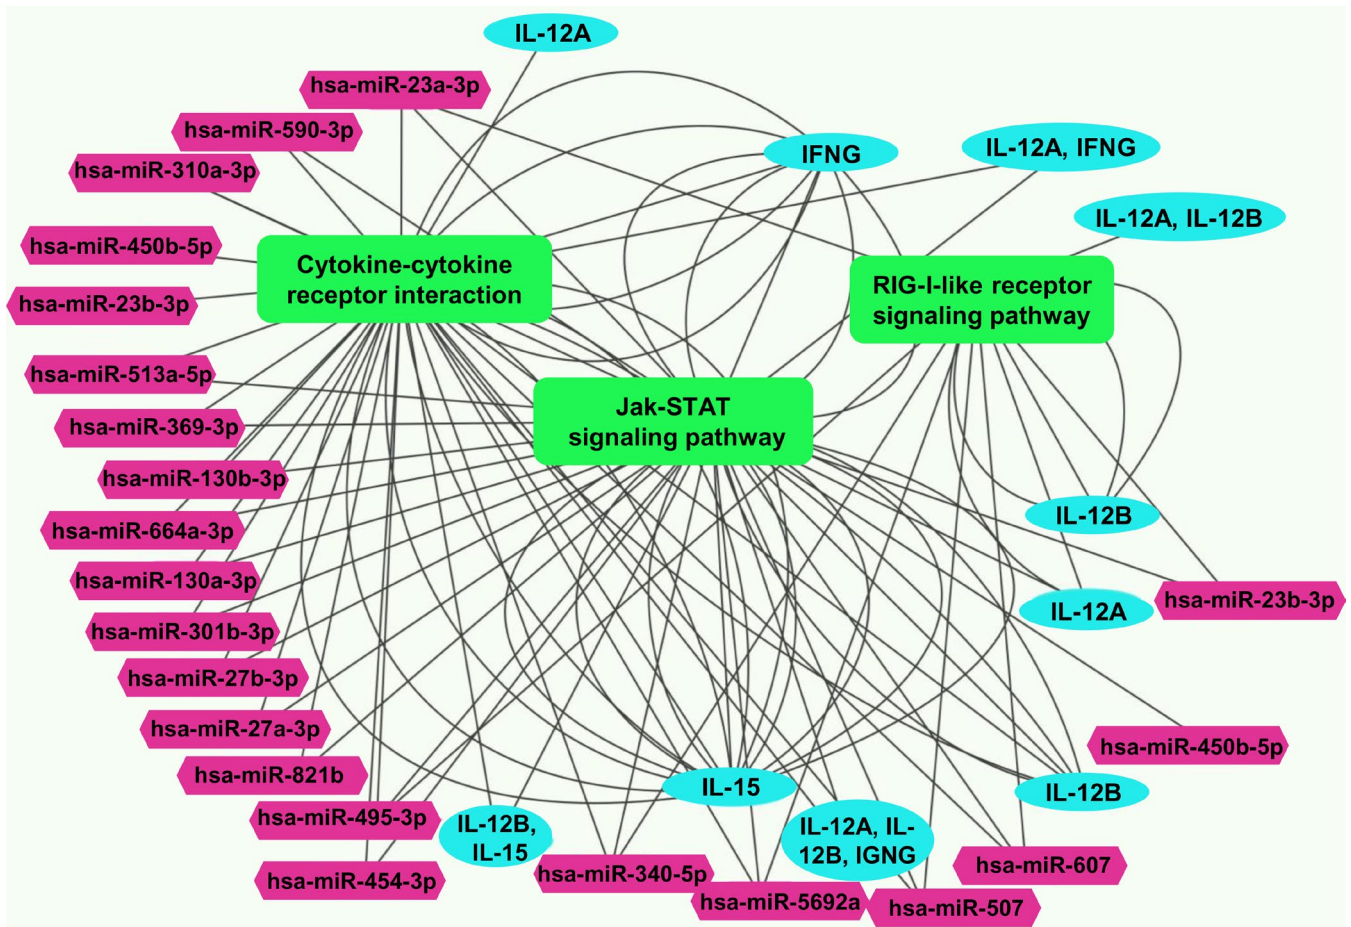 IL-12A
hsa-miR-23a-3p
hsa-miR-590-3p
IFNG
IL-12A, IFNG
hsa-miR-310a-3p
IL-12A, IL-12B
hsa-miR-450b-5p
Cytokine-cytokine
receptor interaction
RIG-I-like receptor
signaling pathway
hsa-miR-23b-3p
hsa-miR-513a-5p
Jak-STAT
signaling pathway
hsa-miR-369-3p
hsa-miR-130b-3p
IL-12B
hsa-miR-664a-3p
hsa-miR-130a-3p
hsa-miR-23b-3p
IL-12A
hsa-miR-301b-3p
hsa-miR-27b-3p
hsa-miR-27a-3p
hsa-miR-450b-5p
hsa-miR-821b
IL-15
IL-12B
hsa-miR-495-3p
IL-12B,
IL-15
IL-12A, IL-
12B, IGNG
hsa-miR-607
hsa-miR-454-3p
hsa-miR-340-5p
hsa-miR-5692a
hsa-miR-507